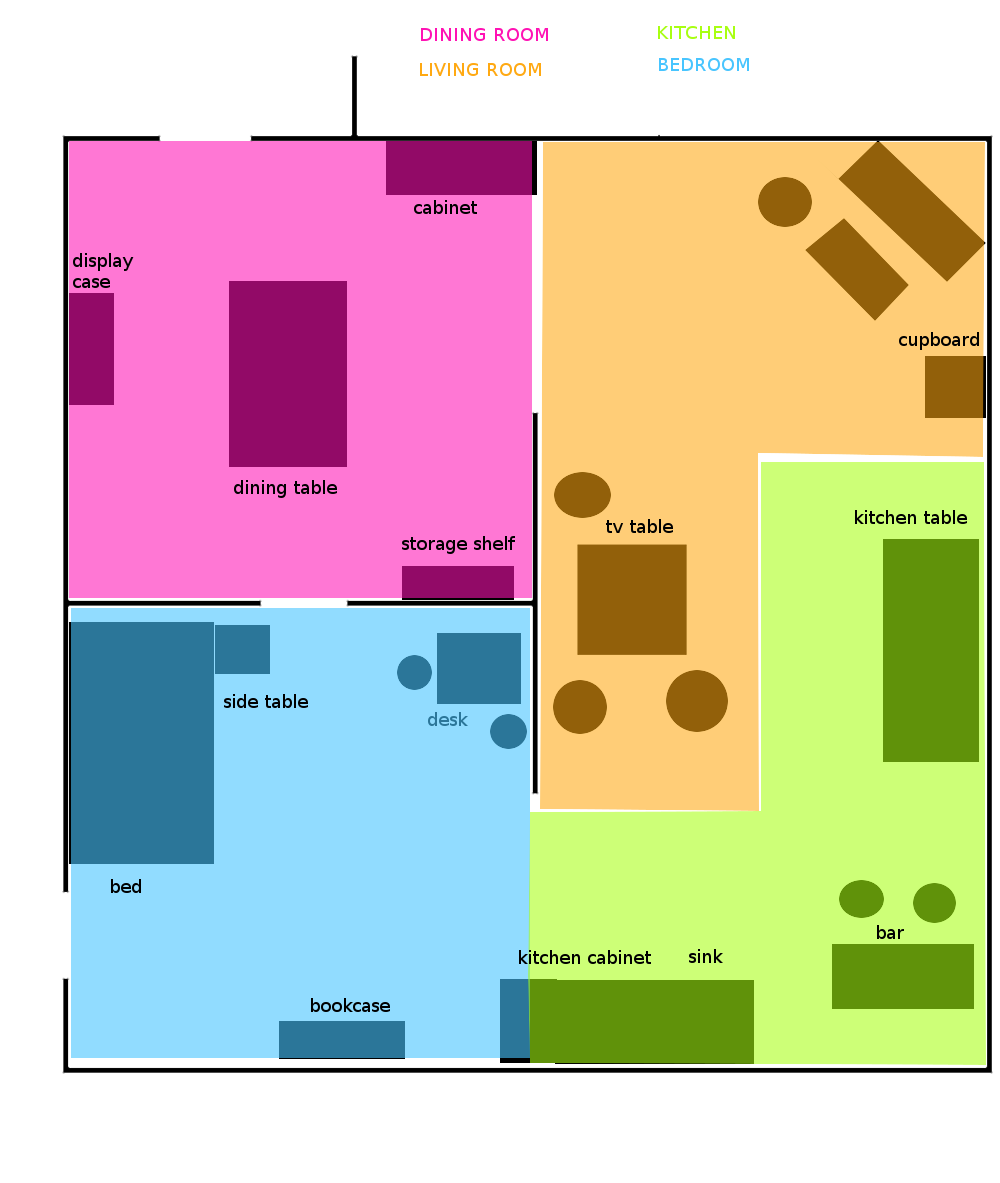 DINING ROOM
KITCHEN
LIVING ROOM
BEDROOM
cabinet
display
case
cupboard
dining table
kitchen table
tv table
storage shelf
side table
desk
bed
bar
kitchen cabinet
sink
bookcase